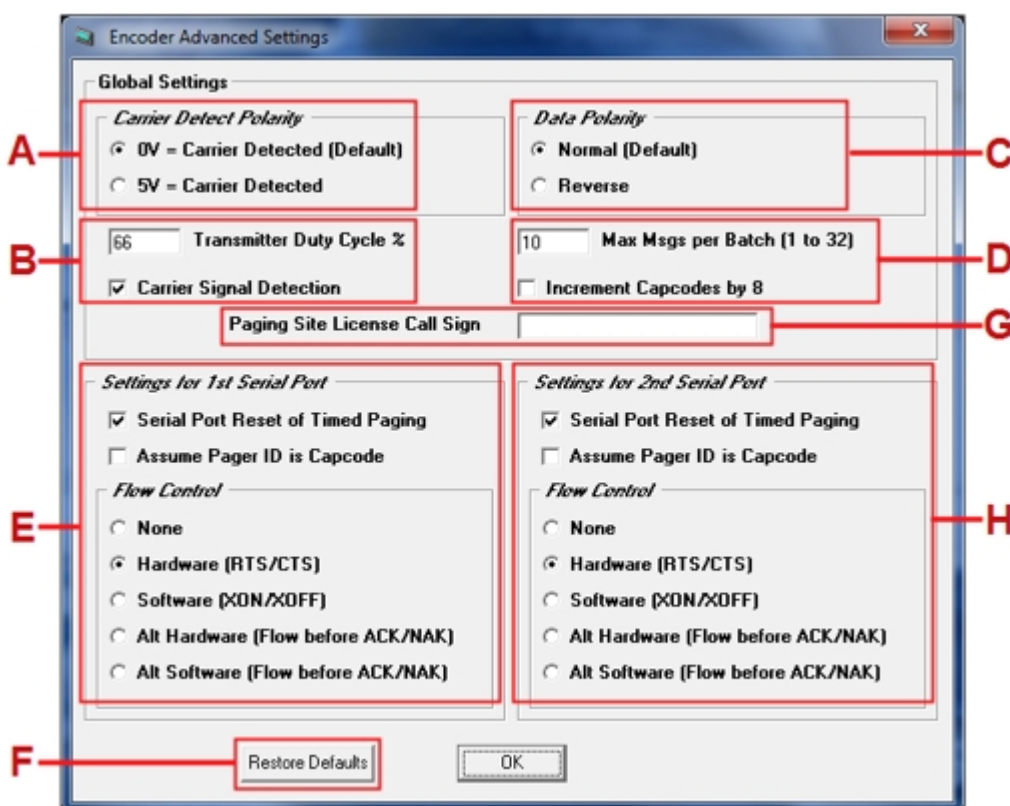 Encoder Advanced Settings
x
Global Settings
A
Carrier Detect Polarity
0V = Carrier Detected (Default)
5V = Carrier Detected
Data Polarity
Normal (Default)
Reverse
C
B
66 Transmitter Duty Cycle %
Carrier Signal Detection
10 Max Msgs per Batch (1 to 32)
Increment Capcodes by 8
D
Paging Site License Call Sign
G
Settings for 1st Serial Port
Serial Port Reset of Timed Paging
Assume Pager ID is Capcode
Flow Control
E
None
Hardware (RTS/CTS)
Software (XON/XOFF)
Alt Hardware (Flow before ACK/NAK)
Alt Software (Flow before ACK/NAK)
Settings for 2nd Serial Port
Serial Port Reset of Timed Paging
Assume Pager ID is Capcode
Flow Control
None
Hardware (RTS/CTS)
Software (XON/XOFF)
Alt Hardware (Flow before ACK/NAK)
Alt Software (Flow before ACK/NAK)
H
F
Restore Defaults
OK